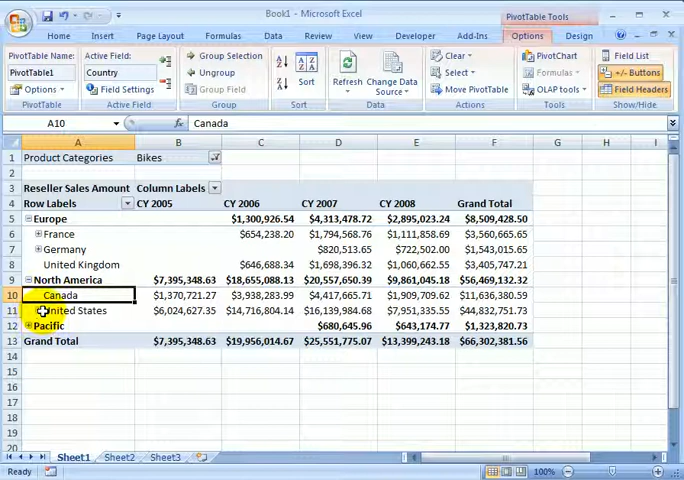 Book1 - Microsoft Excel
PivotTable Tools
Home
Insert
Page Layout
Formulas
Data
Review
View
Developer
Add-Ins
Options
Design
PivotTable Name:
PivotTable1
Options
PivotTable
Active Field:
Country
Field Settings
Active Field
Group Selection
Ungroup
Group Field
Group
Sort
Sort
Refresh
Change Data Source
Data
Clear
Select
Move PivotTable
Actions
PivotChart
Formulas
OLAP tools
Tools
Field List
+/- Buttons
Field Headers
Show/Hide
A10
fx
Canada
A B C D E F G H I
1 Product Categories Bikes
2
3 Reseller Sales Amount Column Labels
4 Row Labels CY 2005 CY 2006 CY 2007 CY 2008 Grand Total
5 Europe $1,300,926.54 $4,313,478.72 $2,895,023.24 $8,509,428.50
6 France $654,238.20 $1,794,568.76 $1,111,858.69 $3,560,665.65
7 Germany $820,513.65 $722,502.00 $1,543,015.65
8 United Kingdom $646,688.34 $1,698,396.32 $1,060,662.55 $3,405,747.21
9 North America $7,395,348.63 $18,655,088.13 $20,557,650.39 $9,861,045.18 $56,469,132.32
10 Canada $1,370,721.27 $3,938,283.99 $4,417,665.71 $1,909,709.62 $11,636,380.59
11 United States $6,024,627.35 $14,716,804.14 $16,139,984.68 $7,951,335.55 $44,832,751.73
12 Pacific $680,645.96 $643,174.77 $1,323,820.73
13 Grand Total $7,395,348.63 $19,956,014.67 $25,551,775.07 $13,399,243.18 $66,302,381.56
14
15
16
17
18
19
20
Sheet1 Sheet2 Sheet3
Ready
100%